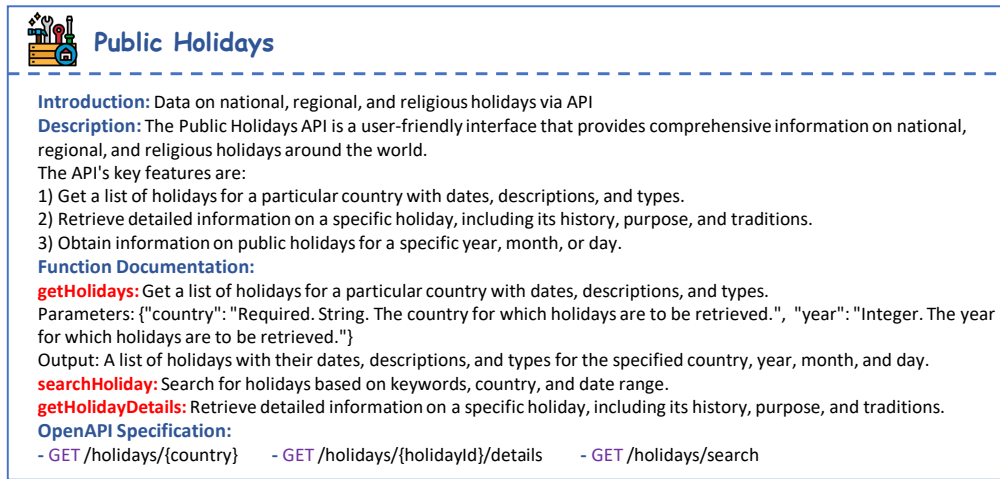 Public Holidays
Introduction: Data on national, regional, and religious holidays via API
Description: The Public Holidays API is a user-friendly interface that provides comprehensive information on national,
regional, and religious holidays around the world.
The API's key features are:
1) Get a list of holidays for a particular country with dates, descriptions, and types.
2) Retrieve detailed information on a specific holiday, including its history, purpose, and traditions.
3) Obtain information on public holidays for a specific year, month, or day.
Function Documentation:
getHolidays: Get a list of holidays for a particular country with dates, descriptions, and types.
Parameters: {"country": "Required. String. The country for which holidays are to be retrieved.", "year": "Integer. The year
for which holidays are to be retrieved."}
Output: A list of holidays with their dates, descriptions, and types for the specified country, year, month, and day.
searchHoliday: Search for holidays based on keywords, country, and date range.
getHolidayDetails: Retrieve detailed information on a specific holiday, including its history, purpose, and traditions.
OpenAPI Specification:
- GET /holidays/{country} - GET /holidays/{holidayId}/details - GET /holidays/search